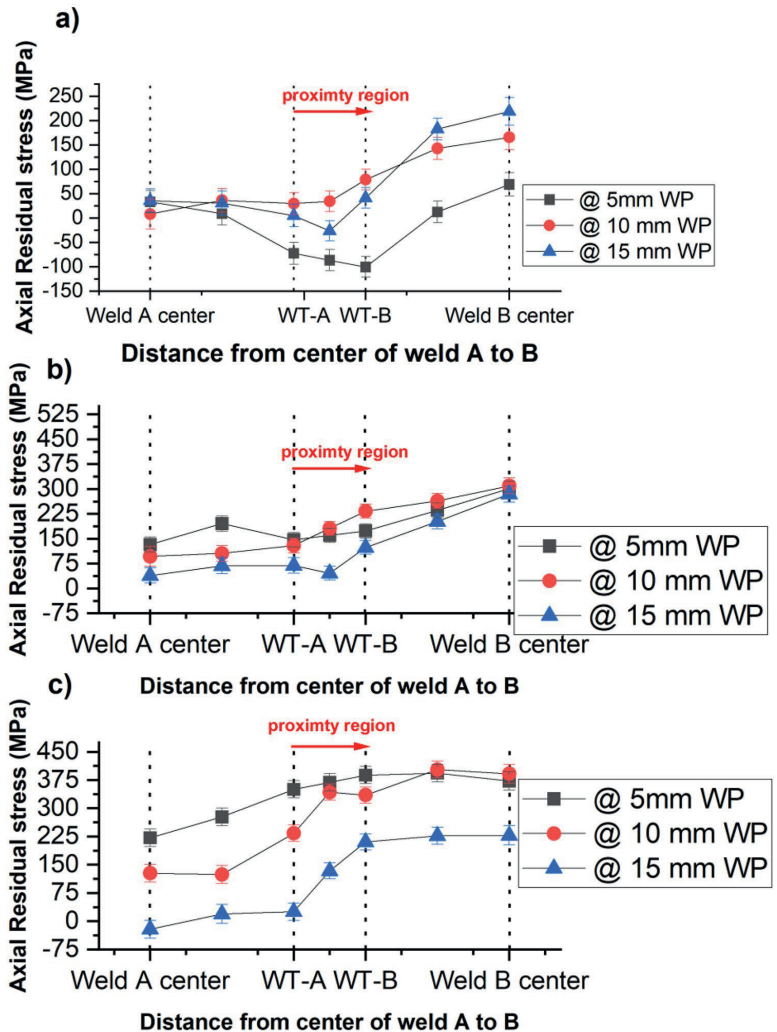 a)
Axial Residual stress (MPa)
250
200
150
100
50
0
-50
-100
-150
proximty region
@ 5mm WP
@ 10 mm WP
@ 15 mm WP
Weld A center
WT-A
WT-B
Weld B center
Distance from center of weld A to B
b)
Axial Residual stress (MPa)
525
450
375
300
225
150
75
0
-75
proximty region
@ 5mm WP
@ 10 mm WP
@ 15 mm WP
Weld A center
WT-A
WT-B
Weld B center
Distance from center of weld A to B
c)
Axial Residual stress (MPa)
450
375
300
225
150
75
0
-75
proximty region
@ 5mm WP
@ 10 mm WP
@ 15 mm WP
Weld A center
WT-A
WT-B
Weld B center
Distance from center of weld A to B